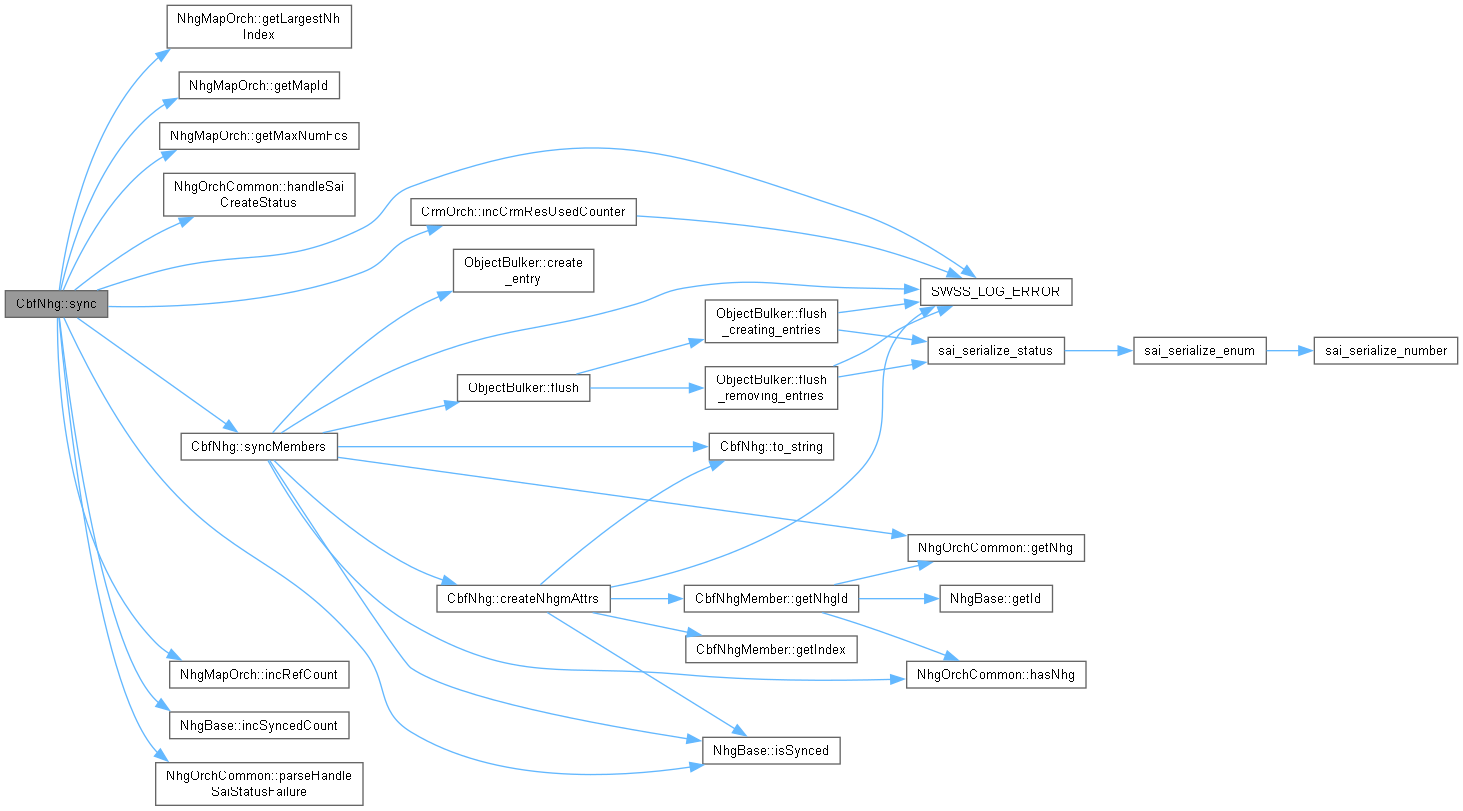 NhgMapOrch::getLargestNh
Index
NhgMapOrch::getMapId
NhgMapOrch::getMaxNumFcs
NhgOrchCommon::handleSai
CreateStatus
CrmOrch::incCrmResUsedCounter
ObjectBulker::create
_entry
SWSS_LOG_ERROR
CbfNhg::sync
ObjectBulker::flush
_creating_entries
sai_serialize_status
sai_serialize_enum
sai_serialize_number
ObjectBulker::flush
ObjectBulker::flush
_removing_entries
CbfNhg::syncMembers
CbfNhg::to_string
NhgOrchCommon::getNhg
CbfNhg::createNhgmAttrs
CbfNhgMember::getNhgId
NhgBase::getId
CbfNhgMember::getIndex
NhgMapOrch::incRefCount
NhgOrchCommon::hasNhg
NhgBase::incSyncedCount
NhgBase::isSynced
NhgOrchCommon::parseHandle
SaiStatusFailure